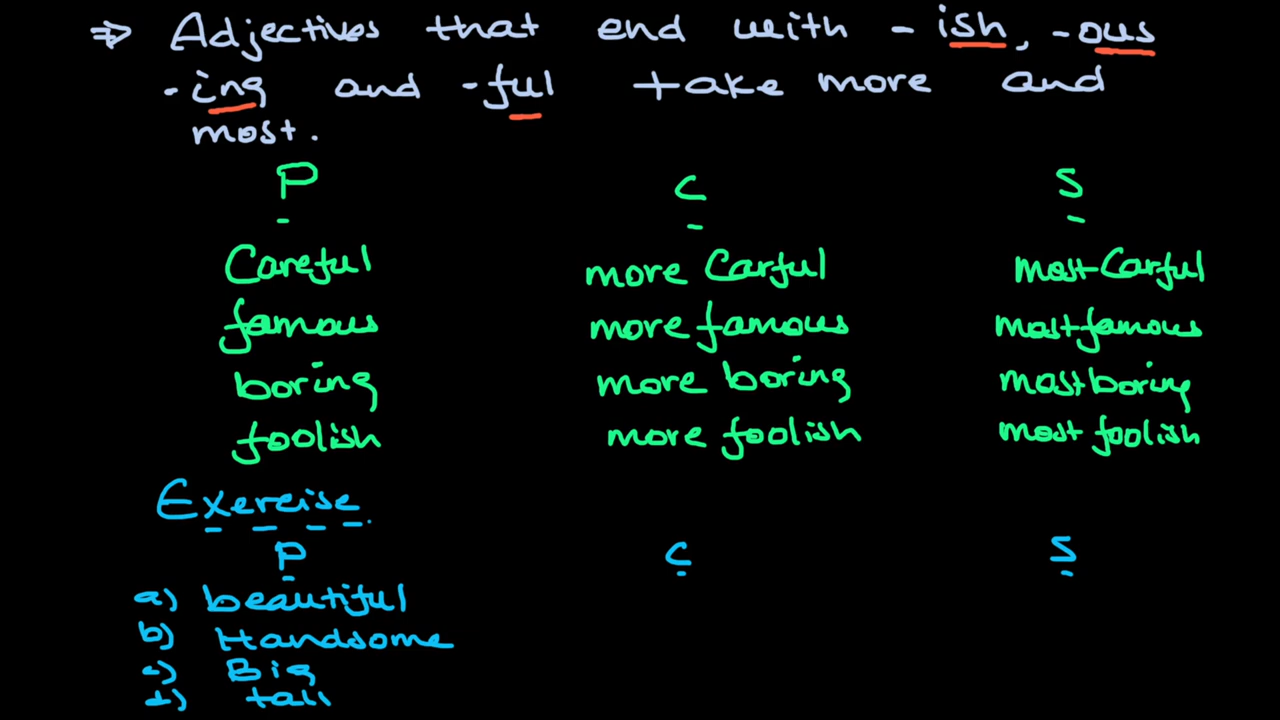 ⇒ Adjectives that end with -ish, -ous
-ing and -ful take more and
most.
P C S
Careful more Carful most Carful
famous more famous most famous
boring more boring most boring
foolish more foolish most foolish
Exercise.
P C S
a) beautiful
b) Handsome
c) Big
d) tall